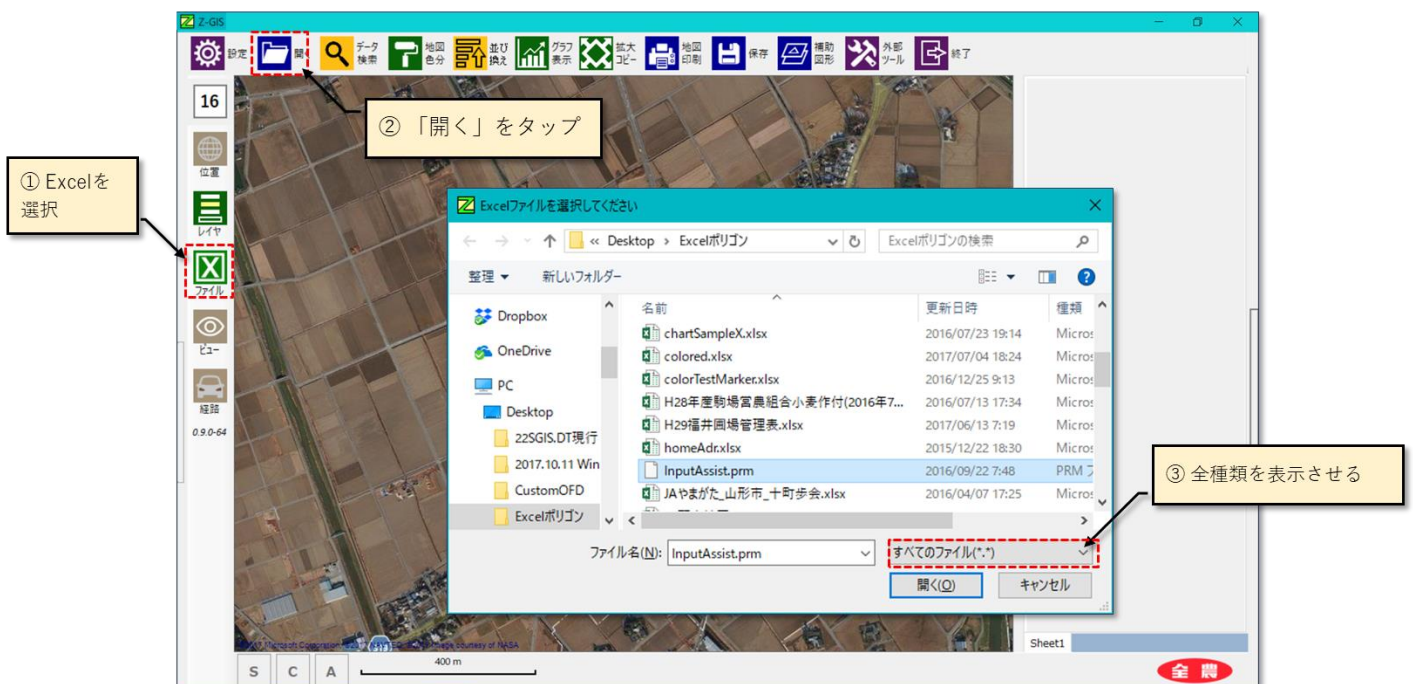 Z-GIS
設定
開
データ
検索
地図
色分
並び
換え
グラフ
表示
拡大
コピー
地図
印刷
保存
補助
図形
外部
ツール
終了
16
位置
レイヤ
ファイル
ビュー
経路
0.9.0-64
① Excelを
選択
② 「開く」をタップ
Excelファイルを選択してください
« Desktop › Excelポリゴン
Excelポリゴンの検索
整理
新しいフォルダー
Dropbox
OneDrive
PC
Desktop
22SGIS.DT現行
2017.10.11 Win
CustomOFD
Excelポリゴン
名前 更新日時 種類
chartSampleX.xlsx 2016/07/23 19:14 Micros
colored.xlsx 2017/07/04 18:24 Micros
colorTestMarker.xlsx 2016/12/25 9:13 Micros
H28年産駒場営農組合小麦作付(2016年7... 2016/07/13 17:34 Micros
H29福井圃場管理表.xlsx 2017/06/13 7:19 Micros
homeAdr.xlsx 2015/12/22 18:30 Micros
InputAssist.prm 2016/09/22 7:48 PRM フ
JAやまがた_山形市_十町歩会.xlsx 2016/04/07 17:25 Micros
ファイル名(N): InputAssist.prm
すべてのファイル(*.*)
開く(O) キャンセル
③ 全種類を表示させる
Microsoft Corporation
Image courtesy of NASA
Sheet1
S C A
400 m
全農